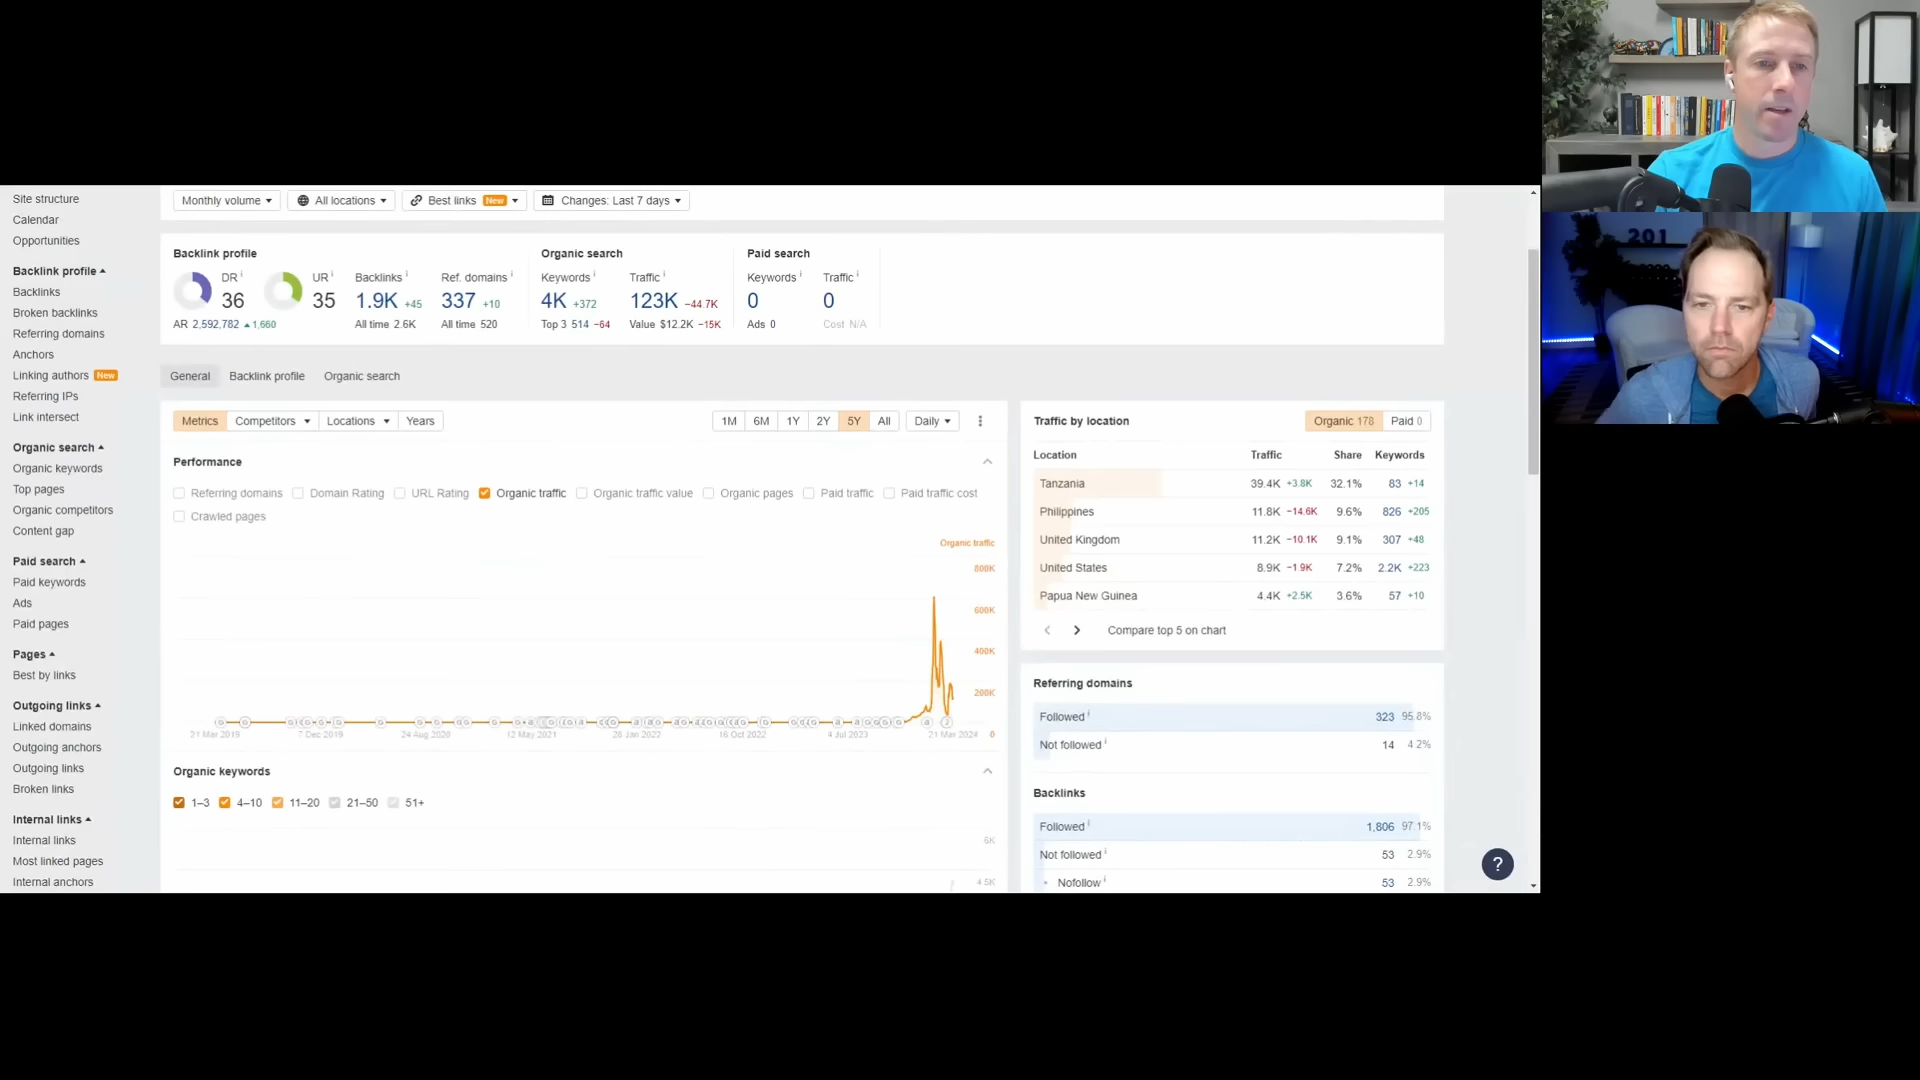 201
Site structure
Calendar
Opportunities
Backlink profile
Backlinks
Broken backlinks
Referring domains
Anchors
Linking authors New
Referring IPs
Link intersect
Organic search
Organic keywords
Top pages
Organic competitors
Content gap
Paid search
Paid keywords
Ads
Paid pages
Pages
Best by links
Outgoing links
Linked domains
Outgoing anchors
Outgoing links
Broken links
Internal links
Internal links
Most linked pages
Internal anchors
Monthly volume All locations Best links New Changes: Last 7 days
Backlink profile Organic search Paid search
DR UR Backlinks Ref. domains Keywords Traffic Keywords Traffic
36 35 1.9K +45 337 +10 4K +372 123K −44.7K 0 0
AR 2,592,782 1,660 All time 2.6K All time 520 Top 3 514 −64 Value $12.2K −15K Ads 0 Cost N/A
General Backlink profile Organic search
Metrics Competitors Locations Years 1M 6M 1Y 2Y 5Y All Daily
Performance
Referring domains Domain Rating URL Rating Organic traffic Organic traffic value Organic pages Paid traffic Paid traffic cost
Crawled pages
Organic traffic
800K
600K
400K
200K
0
21 Mar 2019 7 Dec 2019 24 Aug 2020 12 May 2021 28 Jan 2022 16 Oct 2022 4 Jul 2023 21 Mar 2024
Organic keywords
1–3 4–10 11–20 21–50 51+
6K
4.5K
Traffic by location Organic 178 Paid 0
Location Traffic Share Keywords
Tanzania 39.4K +3.8K 32.1% 83 +14
Philippines 11.8K −14.6K 9.6% 826 +205
United Kingdom 11.2K −10.1K 9.1% 307 +48
United States 8.9K −1.9K 7.2% 2.2K +223
Papua New Guinea 4.4K +2.5K 3.6% 57 +10
Compare top 5 on chart
Referring domains
Followed 323 95.8%
Not followed 14 4.2%
Backlinks
Followed 1,806 97.1%
Not followed 53 2.9%
Nofollow 53 2.9%
?